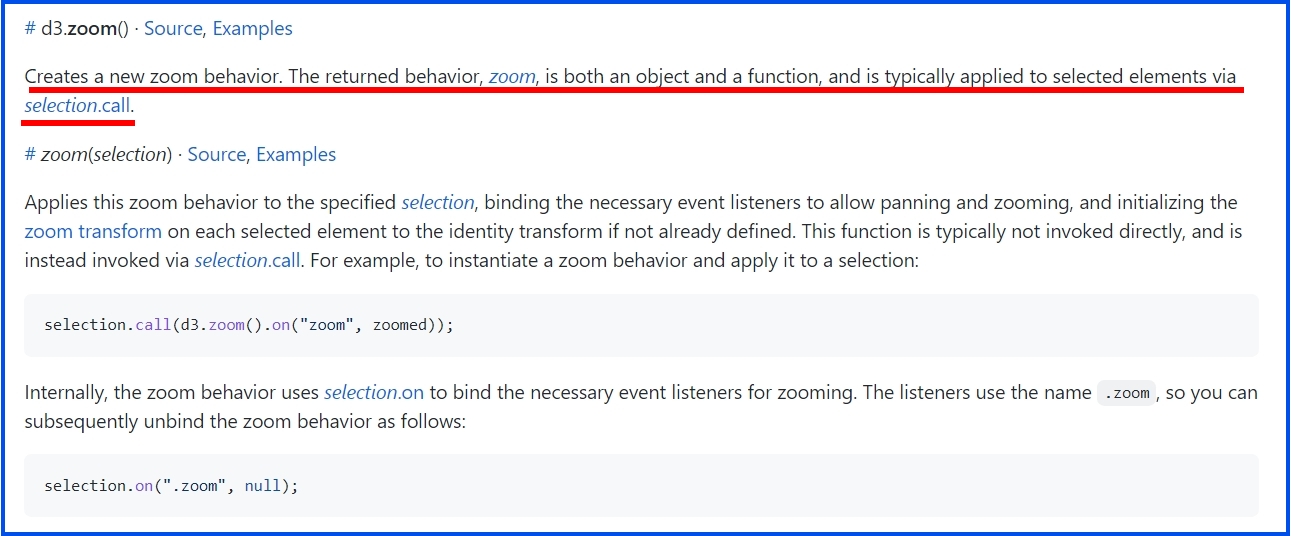 # d3.zoom() · Source, Examples
Creates a new zoom behavior. The returned behavior, zoom, is both an object and a function, and is typically applied to selected elements via
selection.call.
# zoom(selection) · Source, Examples
Applies this zoom behavior to the specified selection, binding the necessary event listeners to allow panning and zooming, and initializing the
zoom transform on each selected element to the identity transform if not already defined. This function is typically not invoked directly, and is
instead invoked via selection.call. For example, to instantiate a zoom behavior and apply it to a selection:
selection.call(d3.zoom().on("zoom", zoomed));
Internally, the zoom behavior uses selection.on to bind the necessary event listeners for zooming. The listeners use the name .zoom, so you can
subsequently unbind the zoom behavior as follows:
selection.on(".zoom", null);